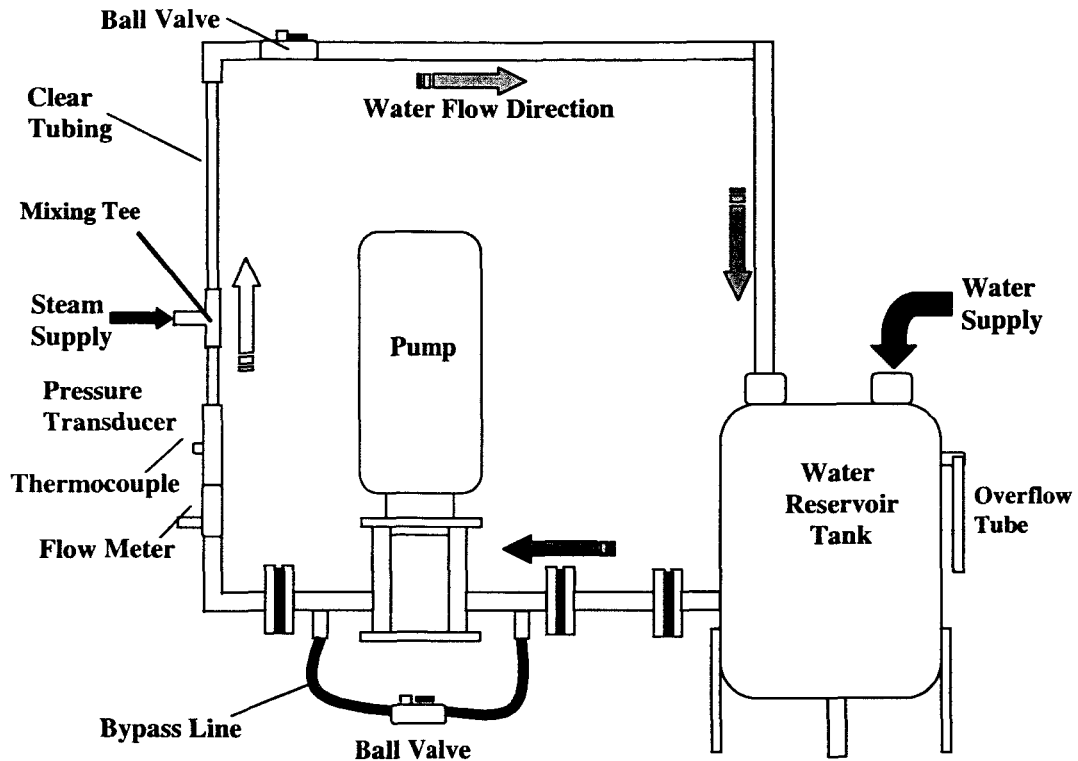 Ball Valve
Clear
Tubing
Water Flow Direction
Mixing Tee
Steam
Supply
Water
Supply
Pump
Pressure
Transducer
Thermocouple
Water
Reservoir
Tank
Overflow
Tube
Flow Meter
Bypass Line
Ball Valve